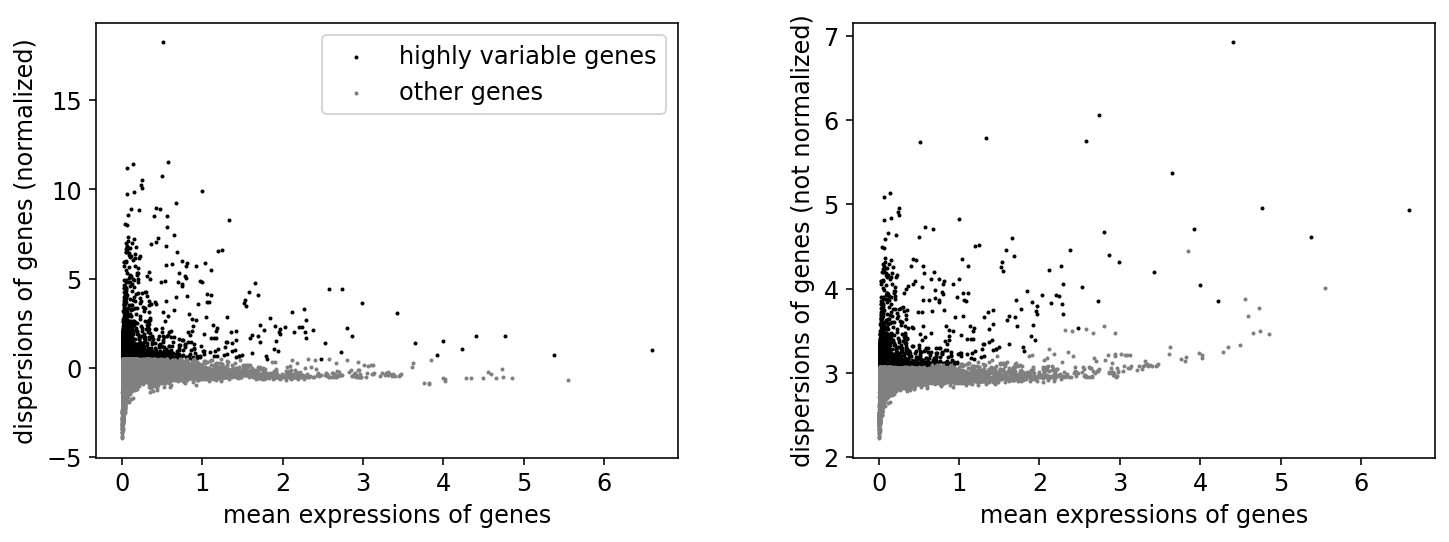 dispersions of genes (normalized)
15
10
5
0
−5
0 1 2 3 4 5 6
mean expressions of genes
highly variable genes
other genes
dispersions of genes (not normalized)
7
6
5
4
3
2
0 1 2 3 4 5 6
mean expressions of genes